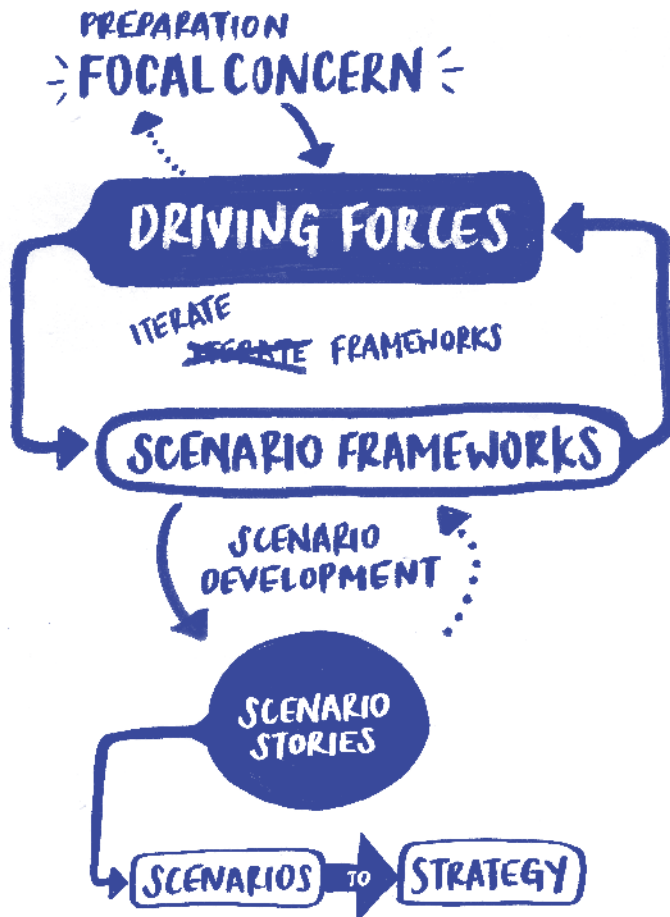 PREPARATION
FOCAL CONCERN
DRIVING FORCES
ITERATE
FRAMEWORKS
SCENARIO FRAMEWORKS
SCENARIO
DEVELOPMENT
SCENARIO
STORIES
SCENARIOS TO STRATEGY